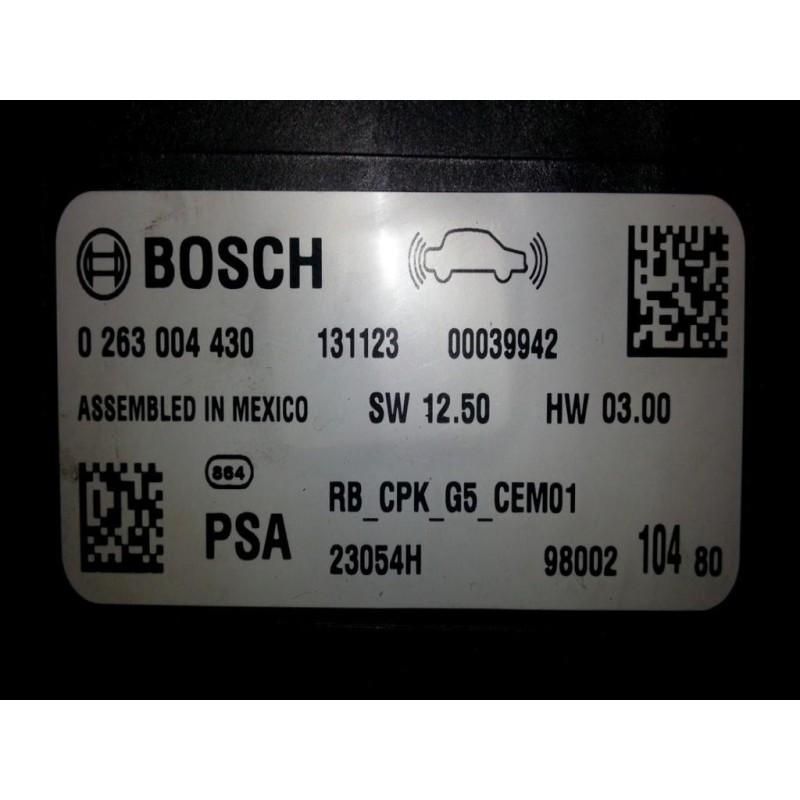 BOSCH
0 263 004 430 131123 00039942
ASSEMBLED IN MEXICO SW 12.50 HW 03.00
864
RB_CPK_G5_CEM01
PSA
23054H 98002 104 80